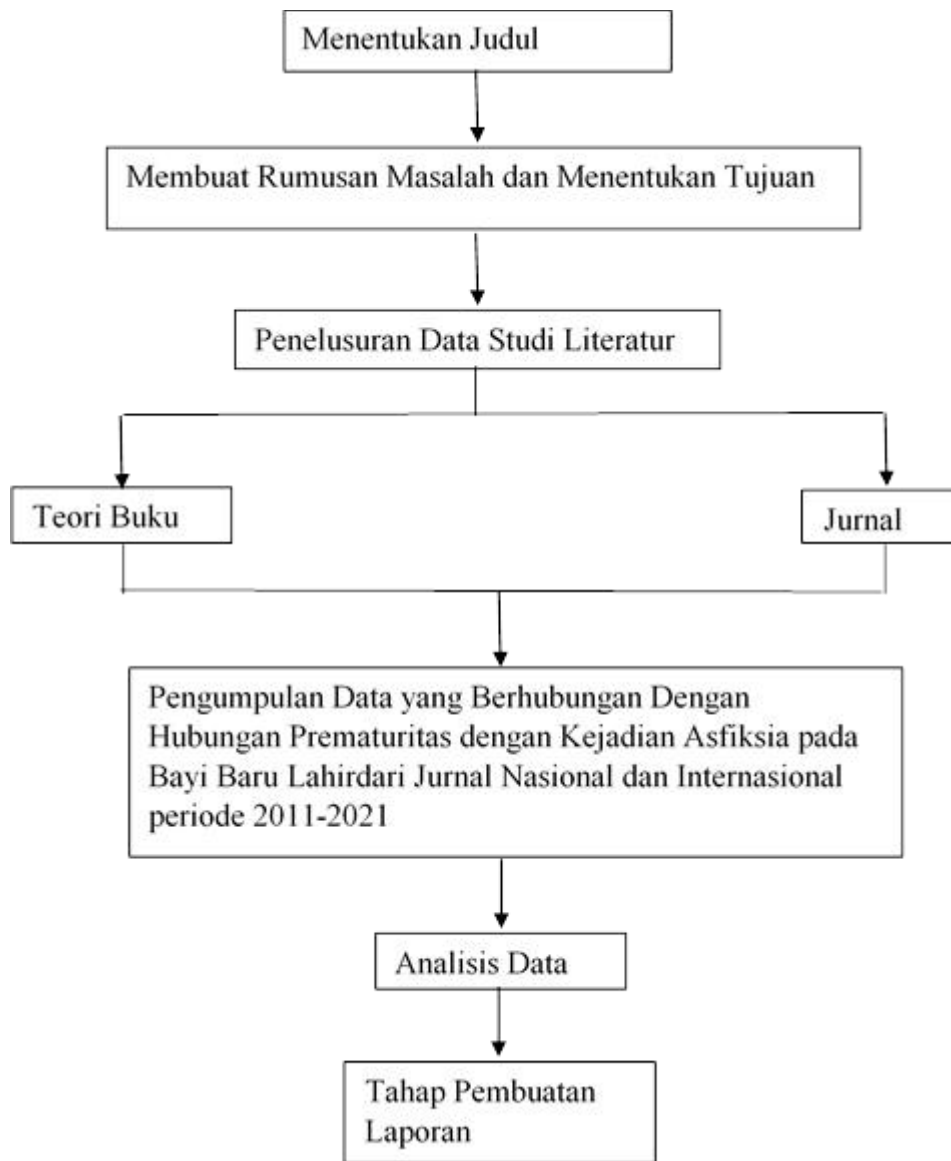 Menentukan Judul
Membuat Rumusan Masalah dan Menentukan Tujuan
Penelusuran Data Studi Literatur
Teori Buku
Jurnal
Pengumpulan Data yang Berhubungan Dengan
Hubungan Prematuritas dengan Kejadian Asfiksia pada
Bayi Baru Lahirdari Jurnal Nasional dan Internasional
periode 2011-2021
Analisis Data
Tahap Pembuatan
Laporan